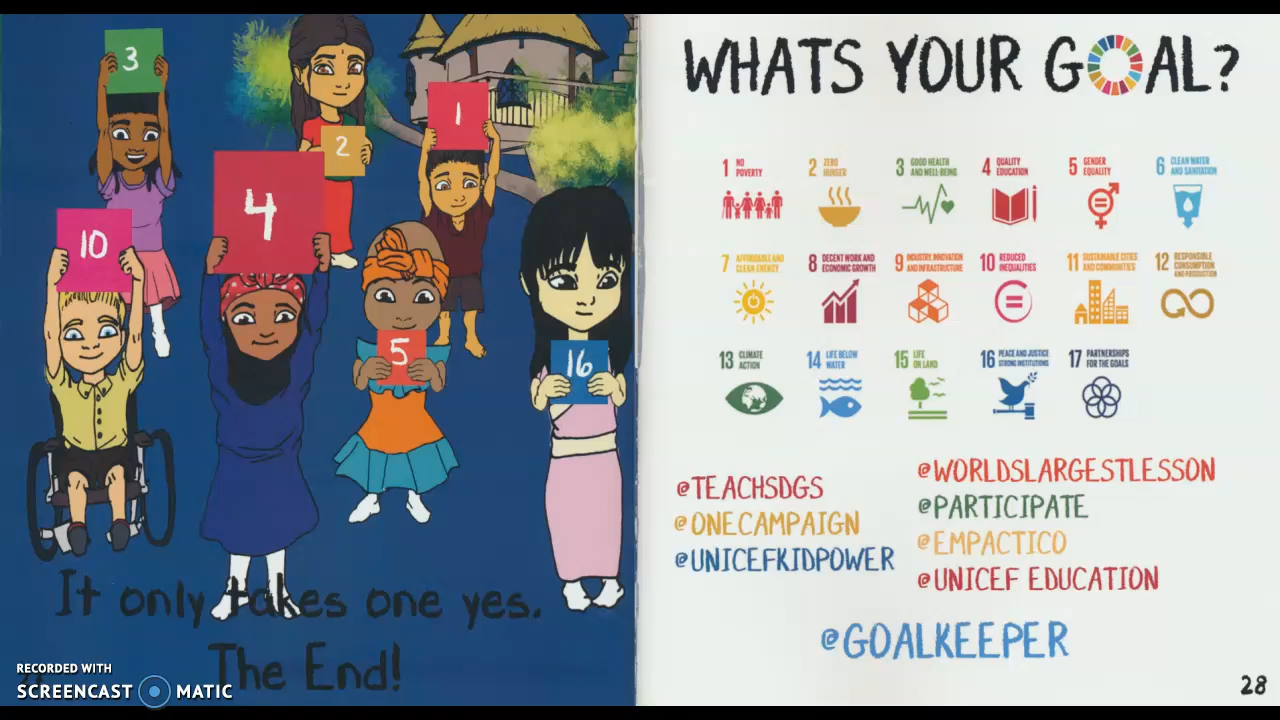 3
2
1
4
10
5
16
It only takes one yes.
The End!
RECORDED WITH
SCREENCAST MATIC
WHATS YOUR GOAL?
1 NO POVERTY
2 ZERO HUNGER
3 GOOD HEALTH AND WELL-BEING
4 QUALITY EDUCATION
5 GENDER EQUALITY
6 CLEAN WATER AND SANITATION
7 AFFORDABLE AND CLEAN ENERGY
8 DECENT WORK AND ECONOMIC GROWTH
9 INDUSTRY, INNOVATION AND INFRASTRUCTURE
10 REDUCED INEQUALITIES
11 SUSTAINABLE CITIES AND COMMUNITIES
12 RESPONSIBLE CONSUMPTION AND PRODUCTION
13 CLIMATE ACTION
14 LIFE BELOW WATER
15 LIFE ON LAND
16 PEACE AND JUSTICE STRONG INSTITUTIONS
17 PARTNERSHIPS FOR THE GOALS
@TEACHSDGS
@ONECAMPAIGN
@UNICEFKIDPOWER
@WORLDSLARGESTLESSON
@PARTICIPATE
@EMPACTICO
@UNICEF EDUCATION
@GOALKEEPER
28